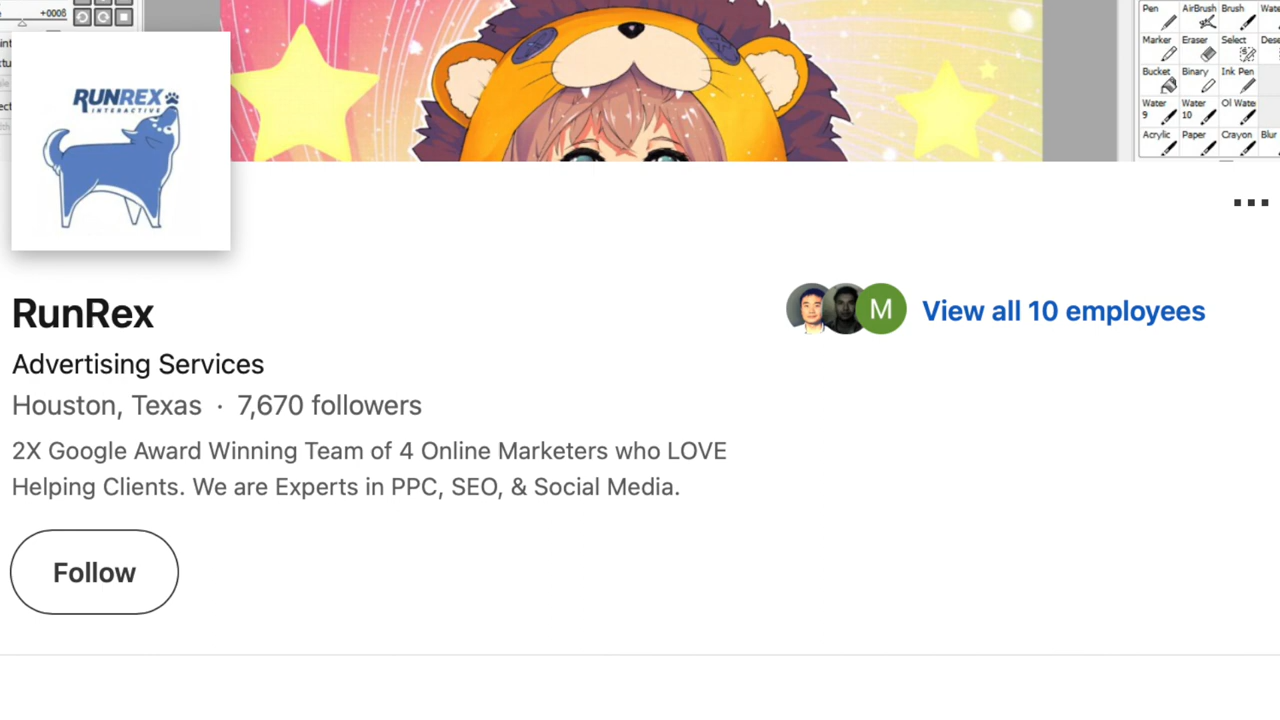 +0006
Pen AirBrush Brush
Marker Eraser Select
Bucket Binary Ink Pen
Water 9 Water 10 Oil Wate
Acrylic Paper Crayon Blur
RUNREX
INTERACTIVE
RunRex
M
View all 10 employees
Advertising Services
Houston, Texas · 7,670 followers
2X Google Award Winning Team of 4 Online Marketers who LOVE
Helping Clients. We are Experts in PPC, SEO, & Social Media.
Follow